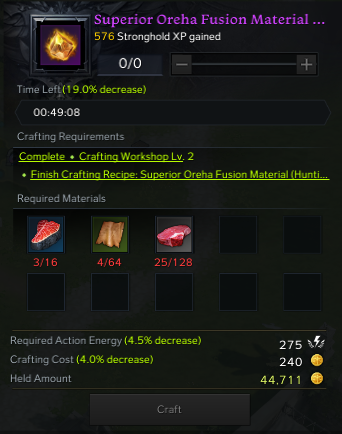 Superior Oreha Fusion Material ...
576 Stronghold XP gained
0/0
Time Left (19.0% decrease)
00:49:08
Crafting Requirements
Complete • Crafting Workshop Lv. 2
• Finish Crafting Recipe: Superior Oreha Fusion Material (Hunti...
Required Materials
3/16 4/64 25/128
Required Action Energy (4.5% decrease) 275
Crafting Cost (4.0% decrease) 240
Held Amount 44,711
Craft